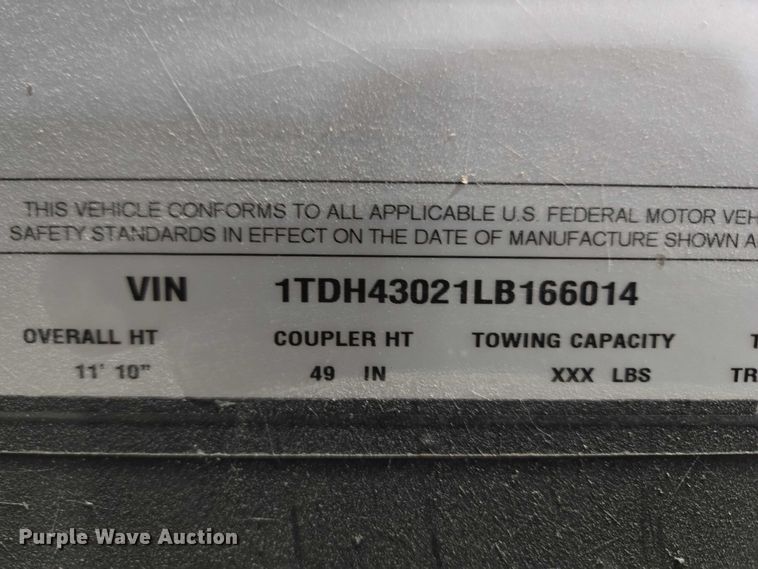 THIS VEHICLE CONFORMS TO ALL APPLICABLE U.S. FEDERAL MOTOR VEH
SAFETY STANDARDS IN EFFECT ON THE DATE OF MANUFACTURE SHOWN A
VIN 1TDH43021LB166014
OVERALL HT COUPLER HT TOWING CAPACITY T
11' 10" 49 IN XXX LBS TR
Purple Wave Auction